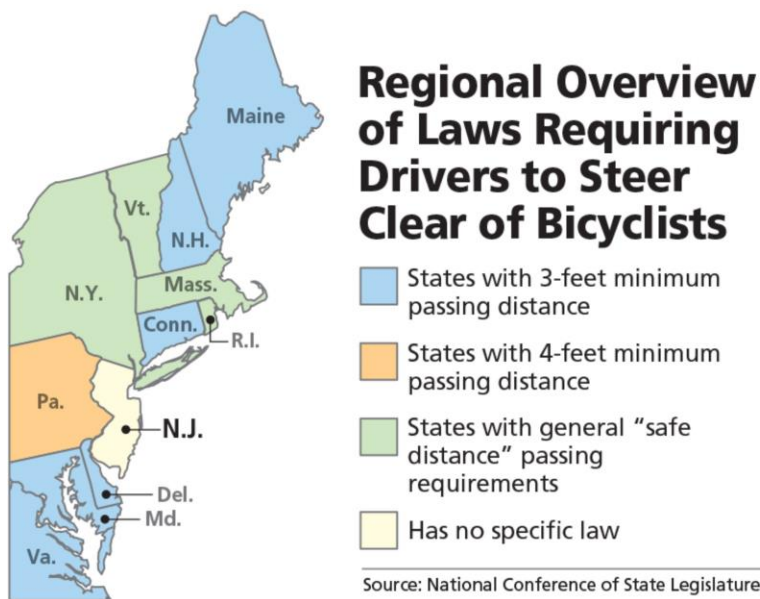 Regional Overview
of Laws Requiring
Drivers to Steer
Clear of Bicyclists
States with 3-feet minimum
passing distance
States with 4-feet minimum
passing distance
States with general “safe
distance” passing
requirements
Has no specific law
Source: National Conference of State Legislature
Maine
Vt.
N.H.
N.Y.
Mass.
Conn.
R.I.
Pa.
N.J.
Del.
Md.
Va.